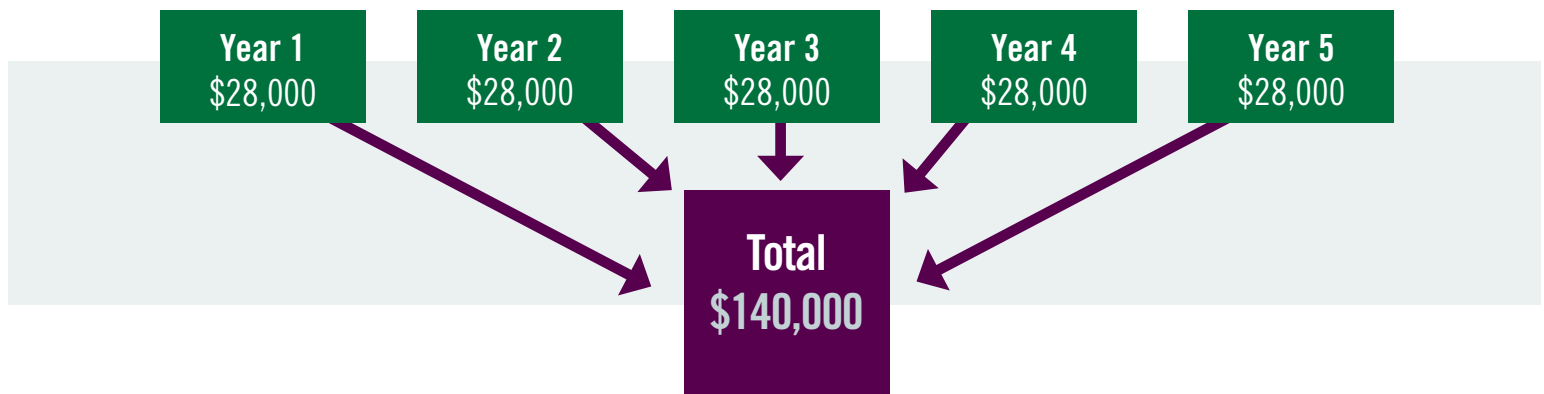 Year 1
$28,000
Year 2
$28,000
Year 3
$28,000
Year 4
$28,000
Year 5
$28,000
Total
$140,000